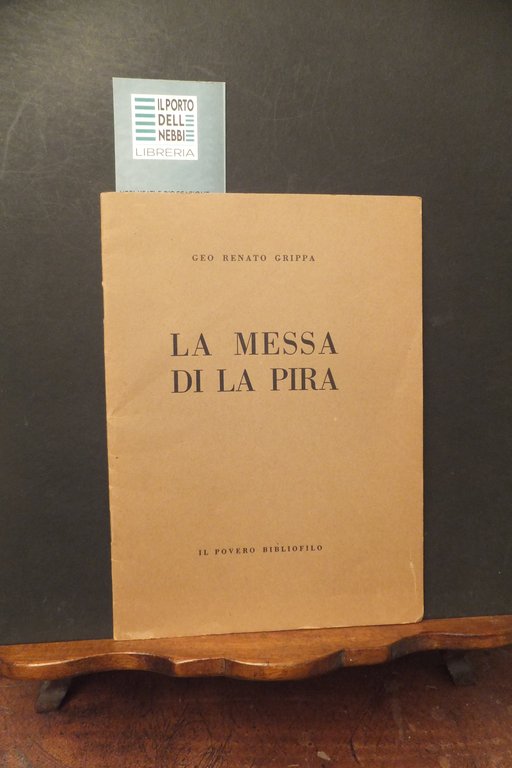 IL PORTO
DELLE
NEBBIE
LIBRERIA
GEO RENATO GRIPPA
LA MESSA
DI LA PIRA
IL POVERO BIBLIOFILO